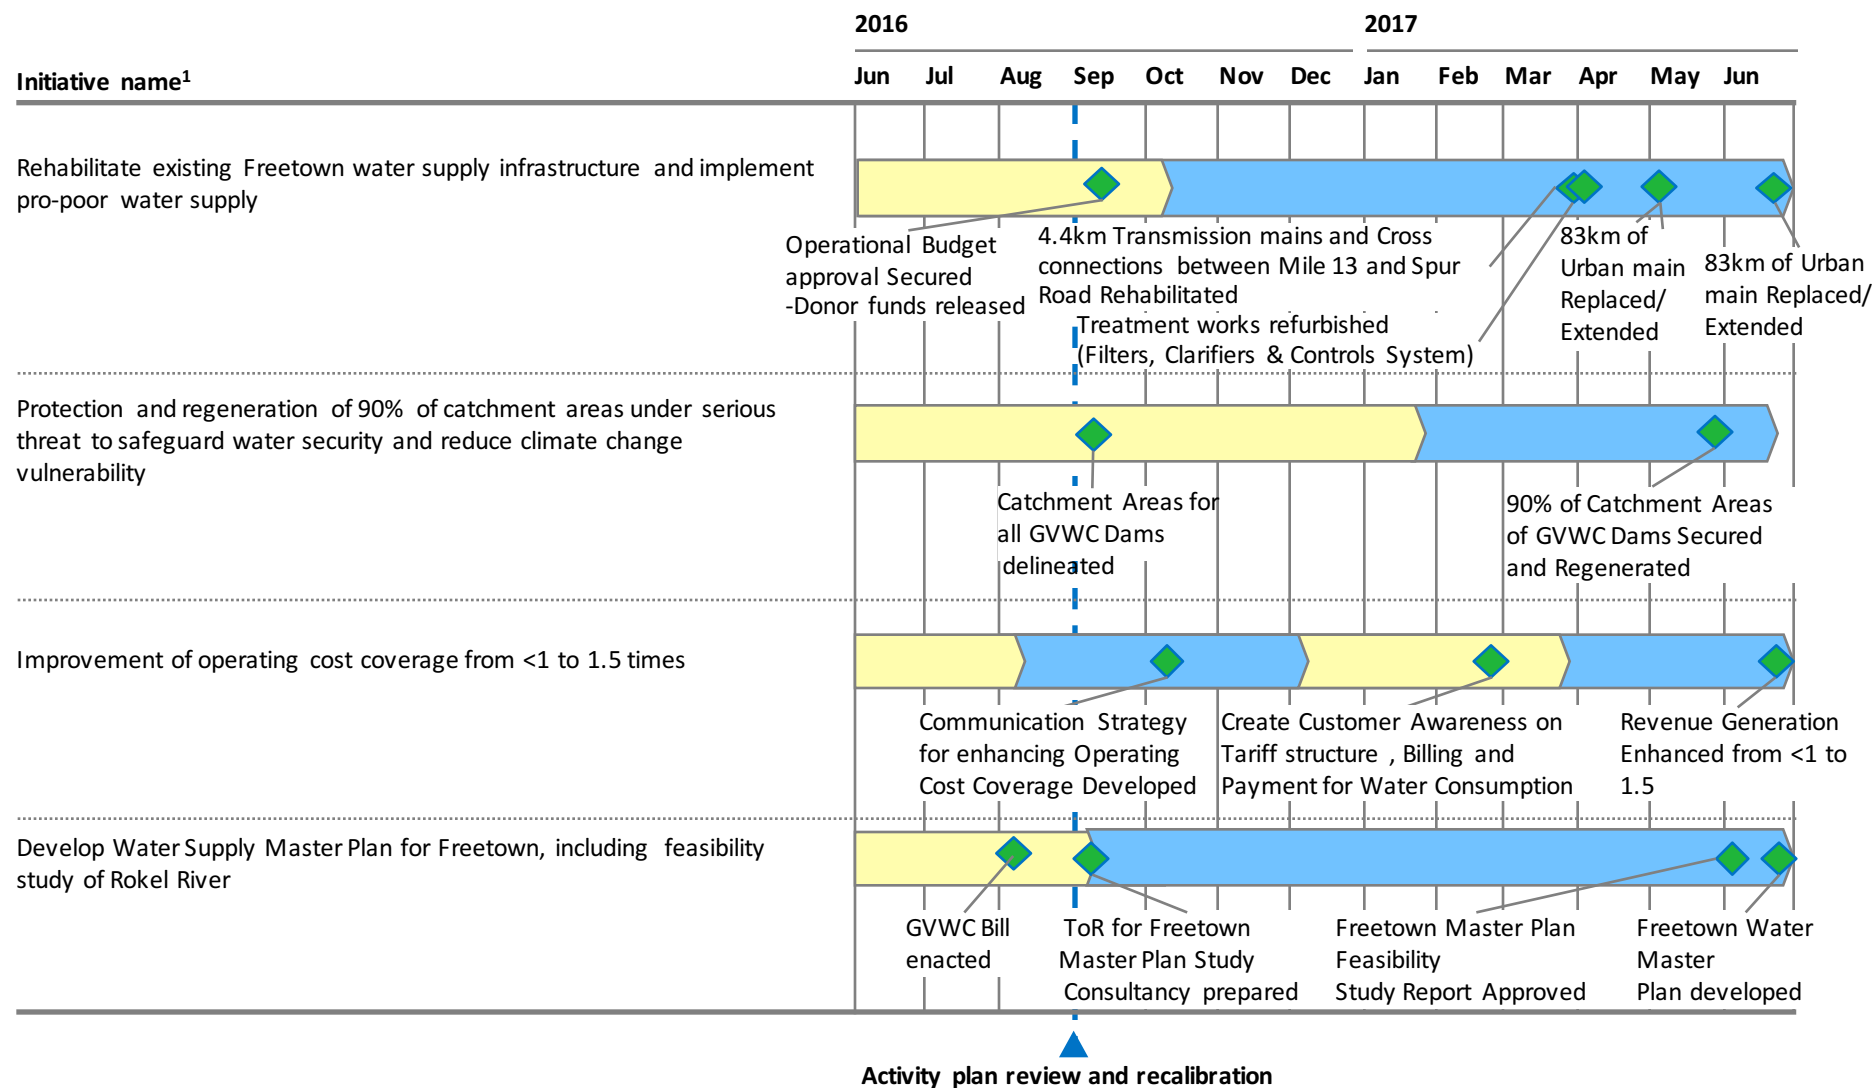 2016 2017
Initiative name1 Jun Jul Aug Sep Oct Nov Dec Jan Feb Mar Apr May Jun
Rehabilitate existing Freetown water supply infrastructure and implement
pro-poor water supply
Operational Budget
approval Secured
-Donor funds released
4.4km Transmission mains and Cross
connections between Mile 13 and Spur
Road Rehabilitated
Treatment works refurbished
(Filters, Clarifiers & Controls System)
83km of
Urban main
Replaced/
Extended
83km of Urban
main Replaced/
Extended
Protection and regeneration of 90% of catchment areas under serious
threat to safeguard water security and reduce climate change
vulnerability
Catchment Areas for
all GVWC Dams
delineated
90% of Catchment Areas
of GVWC Dams Secured
and Regenerated
Improvement of operating cost coverage from <1 to 1.5 times
Communication Strategy
for enhancing Operating
Cost Coverage Developed
Create Customer Awareness on
Tariff structure , Billing and
Payment for Water Consumption
Revenue Generation
Enhanced from <1 to
1.5
Develop Water Supply Master Plan for Freetown, including feasibility
study of Rokel River
GVWC Bill
enacted
ToR for Freetown
Master Plan Study
Consultancy prepared
Freetown Master Plan
Feasibility
Study Report Approved
Freetown Water
Master
Plan developed
Activity plan review and recalibration